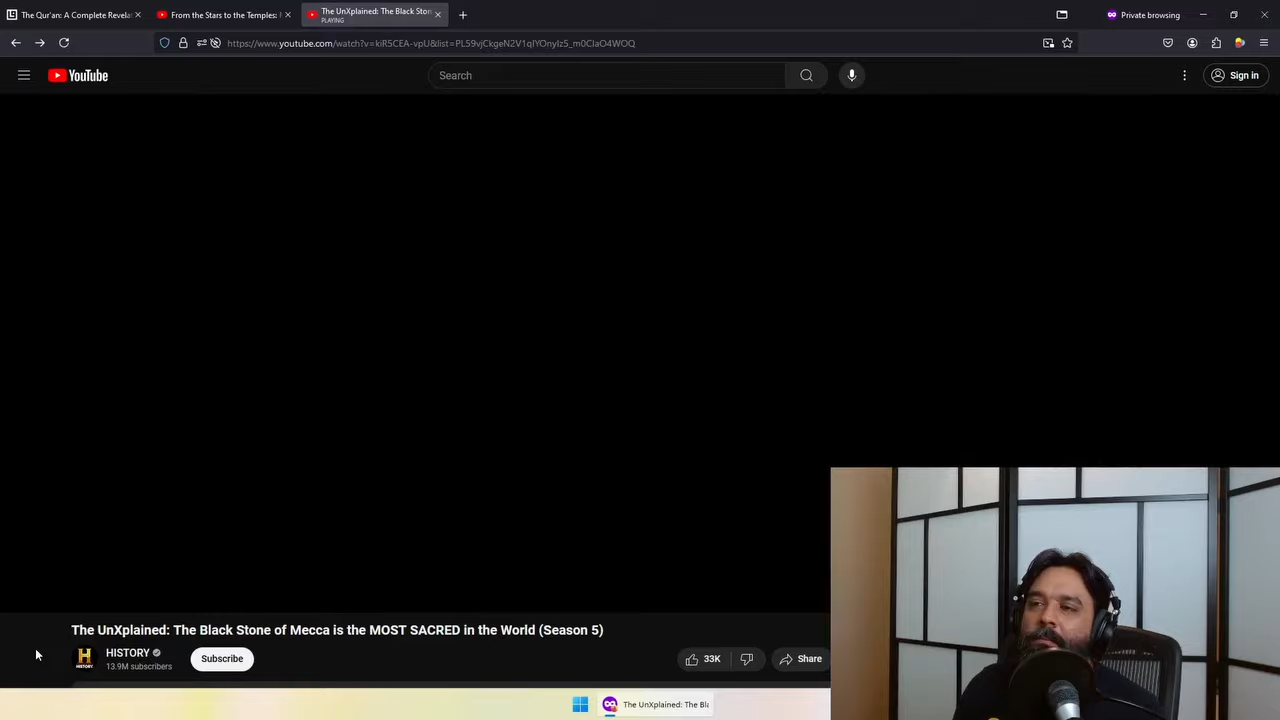 The Qur'an: A Complete Revela
From the Stars to the Temples:
The UnXplained: The Black Ston
PLAYING
Private browsing
https://www.youtube.com/watch?v=kiR5CEA-vpU&list=PL59vjCkgeN2V1qlYOnyIz5_m0ClaO4WOQ
YouTube
Search
Sign in
The UnXplained: The Black Stone of Mecca is the MOST SACRED in the World (Season 5)
H
HISTORY
HISTORY
13.9M subscribers
Subscribe
33K
Share
The UnXplained: The Bla